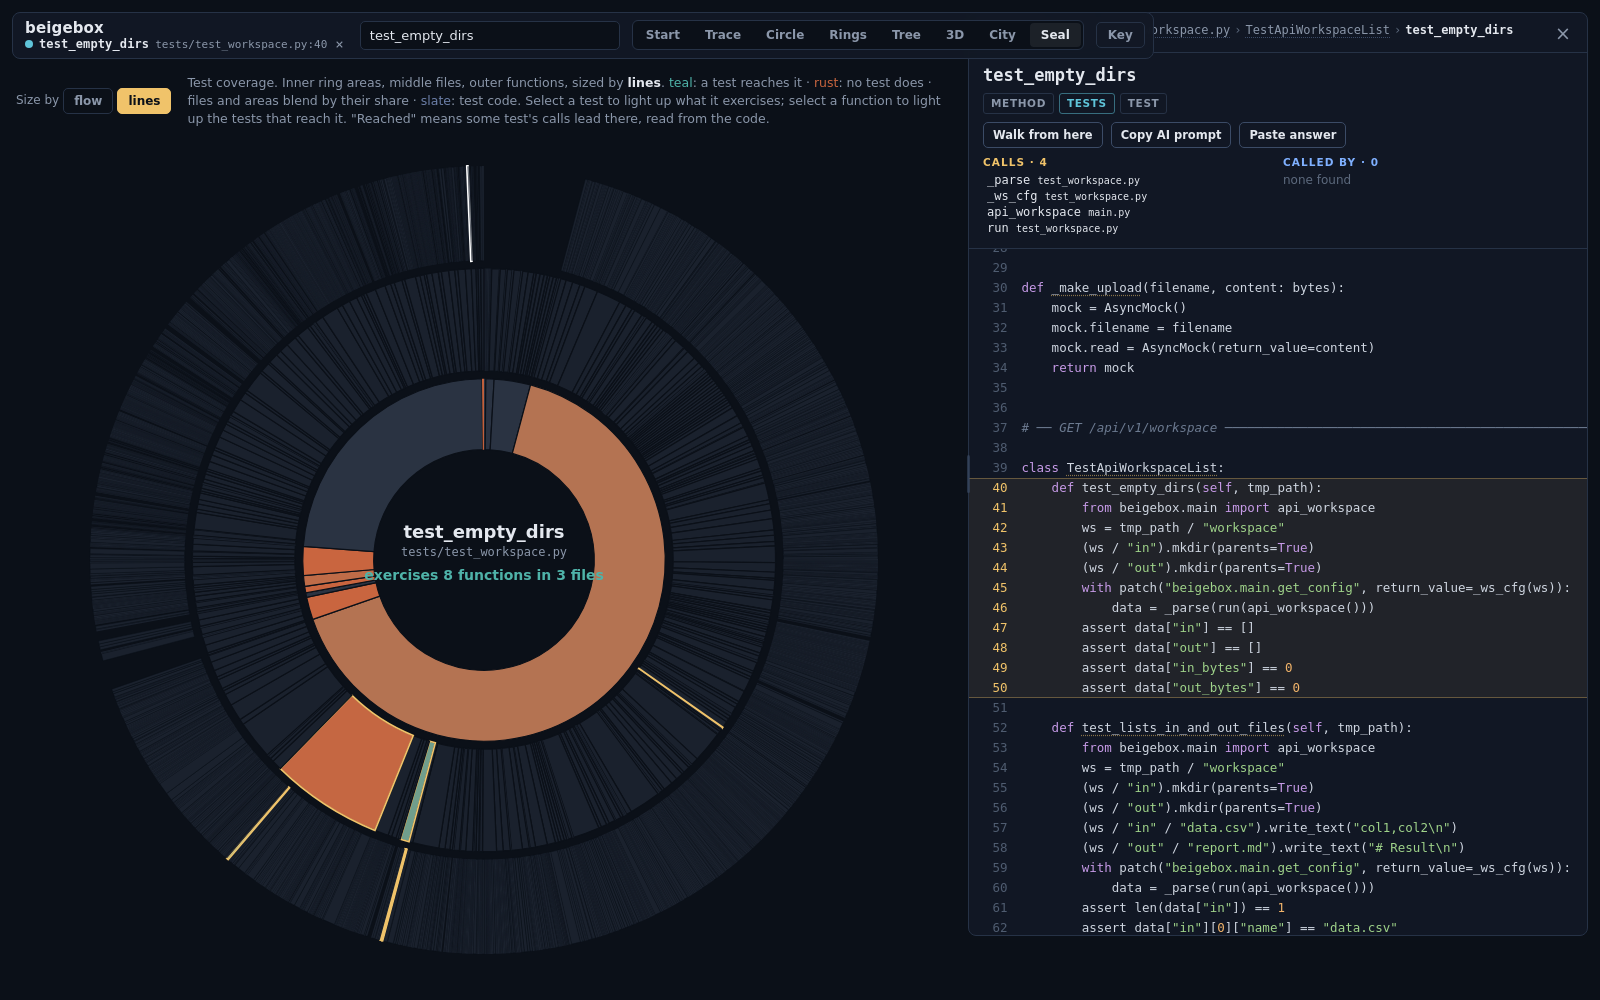 beigebox
test_empty_dirs tests/test_workspace.py:40 ×
test_empty_dirs
Start Trace Circle Rings Tree 3D City Seal
Key
orkspace.py › TestApiWorkspaceList › test_empty_dirs ×
Size by flow lines
Test coverage. Inner ring areas, middle files, outer functions, sized by lines. teal: a test reaches it · rust: no test does ·
files and areas blend by their share · slate: test code. Select a test to light up what it exercises; select a function to light
up the tests that reach it. "Reached" means some test's calls lead there, read from the code.
test_empty_dirs
tests/test_workspace.py
exercises 8 functions in 3 files
test_empty_dirs
METHOD TESTS TEST
Walk from here Copy AI prompt Paste answer
CALLS · 4
_parse test_workspace.py
_ws_cfg test_workspace.py
api_workspace main.py
run test_workspace.py
CALLED BY · 0
none found
28
29
30 def _make_upload(filename, content: bytes):
31 mock = AsyncMock()
32 mock.filename = filename
33 mock.read = AsyncMock(return_value=content)
34 return mock
35
36
37 # ── GET /api/v1/workspace ────────────────────────
38
39 class TestApiWorkspaceList:
40 def test_empty_dirs(self, tmp_path):
41 from beigebox.main import api_workspace
42 ws = tmp_path / "workspace"
43 (ws / "in").mkdir(parents=True)
44 (ws / "out").mkdir(parents=True)
45 with patch("beigebox.main.get_config", return_value=_ws_cfg(ws)):
46 data = _parse(run(api_workspace()))
47 assert data["in"] == []
48 assert data["out"] == []
49 assert data["in_bytes"] == 0
50 assert data["out_bytes"] == 0
51
52 def test_lists_in_and_out_files(self, tmp_path):
53 from beigebox.main import api_workspace
54 ws = tmp_path / "workspace"
55 (ws / "in").mkdir(parents=True)
56 (ws / "out").mkdir(parents=True)
57 (ws / "in" / "data.csv").write_text("col1,col2\n")
58 (ws / "out" / "report.md").write_text("# Result\n")
59 with patch("beigebox.main.get_config", return_value=_ws_cfg(ws)):
60 data = _parse(run(api_workspace()))
61 assert len(data["in"]) == 1
62 assert data["in"][0]["name"] == "data.csv"